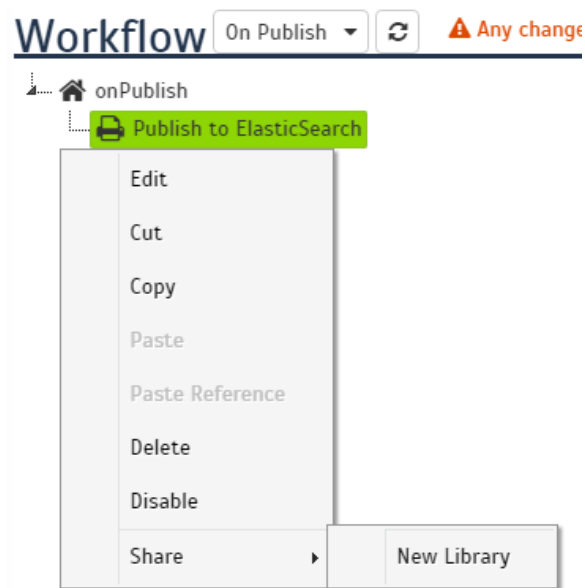 Workflow On Publish Any change
onPublish
Publish to ElasticSearch
Edit
Cut
Copy
Paste
Paste Reference
Delete
Disable
Share New Library